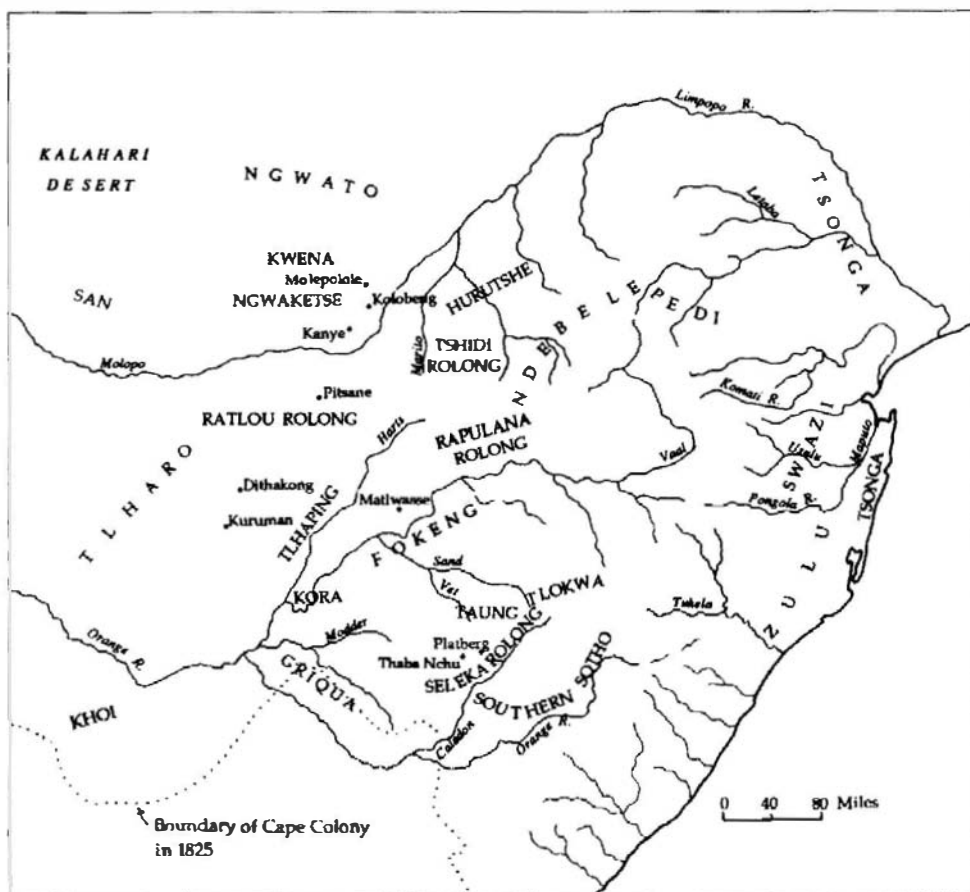 Limpopo R.
KALAHARI
DESERT
NGWATO
TSONGA
Letaba
KWENA
Molepolole
SAN
NGWAKETSE
Kolobeng
HURUTSHE
NDEBELE
PEDI
Kanye
Molopo
Marico
TSHIDI
ROLONG
Komati R.
Pitsane
RATLOU ROLONG
Harts
RAPULANA
ROLONG
SWAZI
Usutu
Maputo
TSONGA
Vaal
Pongola R.
TLHARO
Dithakong
Kuruman
TLHAPING
Matlwasse
FOKENG
ZULU
Sand
Vet
KORA
TAUNG
TLOKWA
Tukela
Orange R.
Modder
Platberg
Thaba Nchu
SELEKA ROLONG
GRIQUA
SOUTHERN SOTHO
KHOI
Caledon
Orange R.
0 40 80 Miles
Boundary of Cape Colony
in 1825